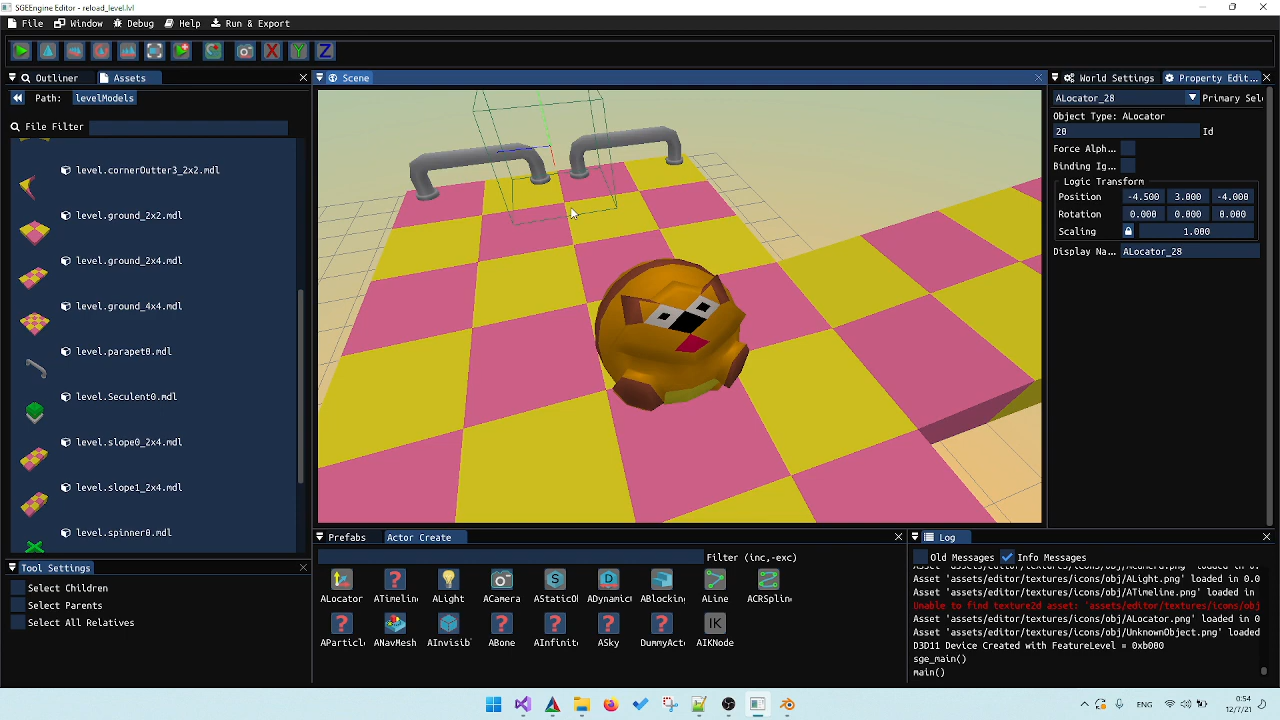 SGEEngine Editor - reload_level.lvl
File Window Debug Help Run & Export
X Y Z
Outliner Assets
Path: levelModels
File Filter
level.cornerOutter3_2x2.mdl
level.ground_2x2.mdl
level.ground_2x4.mdl
level.ground_4x4.mdl
level.parapet0.mdl
level.Seculent0.mdl
level.slope0_2x4.mdl
level.slope1_2x4.mdl
level.spinner0.mdl
Tool Settings
Select Children
Select Parents
Select All Relatives
Scene
Prefabs Actor Create
Filter (inc,-exc)
ALocator ATimelin ALight ACamera AStaticOb ADynamic ABlocking ALine ACRSplin
AParticl ANavMesh AInvisib ABone AInfinit ASky DummyAct AIKNode
World Settings Property Edit...
ALocator_28 Primary Sel
Object Type: ALocator
28 Id
Force Alph...
Binding Ig...
Logic Transform
Position -4.500 3.000 -4.000
Rotation 0.000 0.000 0.000
Scaling 1.000
Display Na... ALocator_28
Log
Old Messages Info Messages
Asset 'assets/editor/textures/icons/obj/ALight.png' loaded in 0.0
Asset 'assets/editor/textures/icons/obj/ATimeline.png' loaded in
Unable to find texture2d asset: 'assets/editor/textures/icons/obj
Asset 'assets/editor/textures/icons/obj/ALocator.png' loaded in 0
Asset 'assets/editor/textures/icons/obj/UnknownObject.png' loaded
D3D11 Device Created with FeatureLevel = 0xb000
sge_main()
main()
ENG
0:54
12/7/21